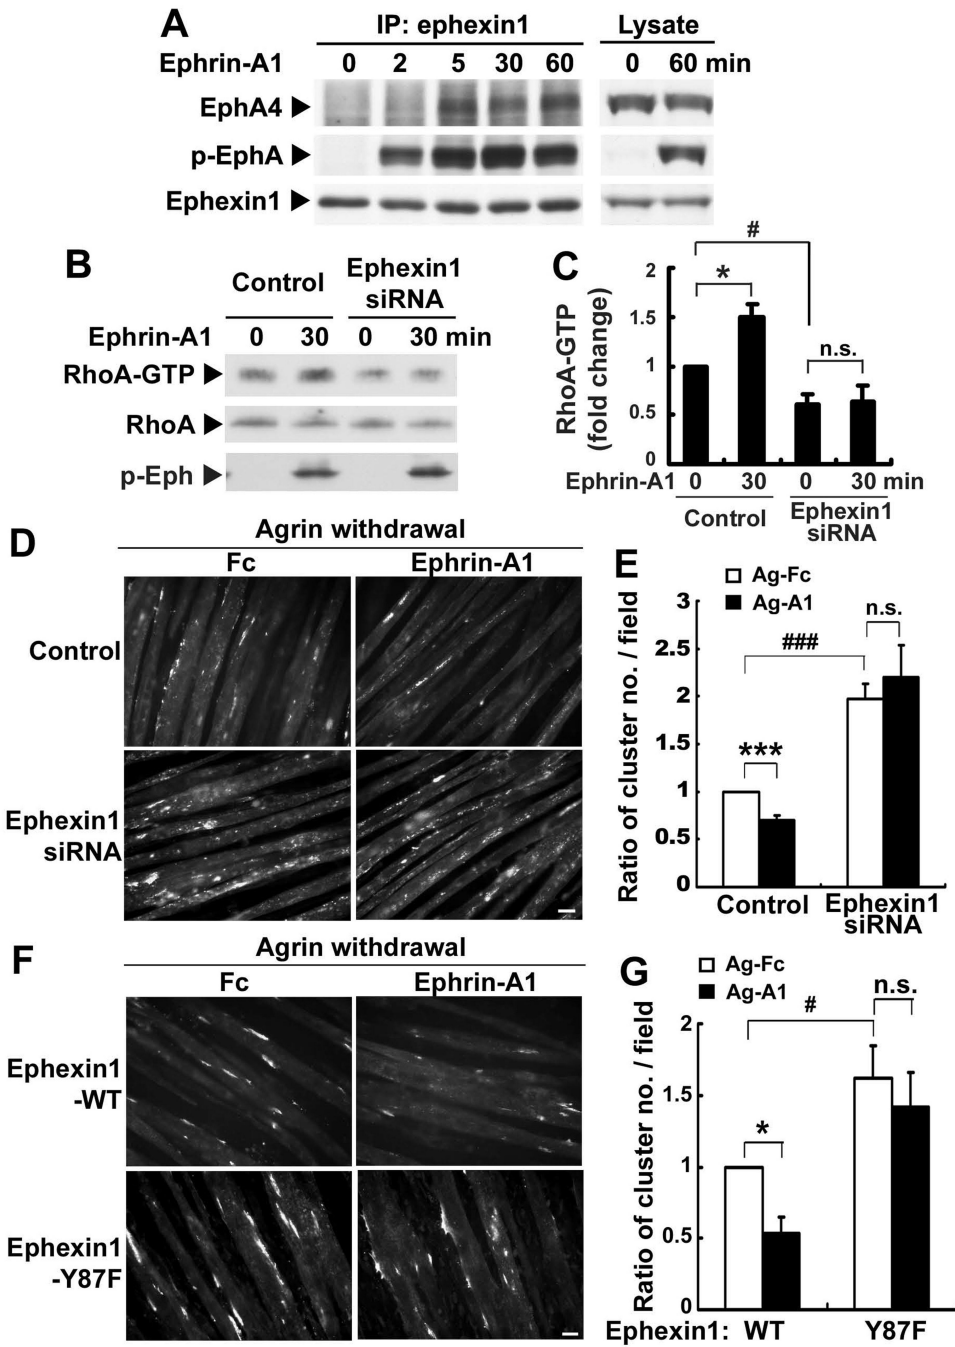 A
IP: ephexin1
Lysate
Ephrin-A1 0 2 5 30 60 0 60 min
EphA4
p-EphA
Ephexin1
B
Control
Ephexin1
siRNA
Ephrin-A1 0 30 0 30 min
RhoA-GTP
RhoA
p-Eph
C
#
*
n.s.
RhoA-GTP
(fold change)
2
1.5
1
0.5
0
Ephrin-A1 0 30 0 30 min
Control
Ephexin1
siRNA
D
Agrin withdrawal
Fc Ephrin-A1
Control
Ephexin1
siRNA
E
Ag-Fc
Ag-A1
n.s.
###
***
Ratio of cluster no. / field
3
2.5
2
1.5
1
0.5
0
Control
Ephexin1
siRNA
F
Agrin withdrawal
Fc Ephrin-A1
Ephexin1
-WT
Ephexin1
-Y87F
G
Ag-Fc
Ag-A1
n.s.
#
*
Ratio of cluster no. / field
2
1.5
1
0.5
0
Ephexin1: WT Y87F